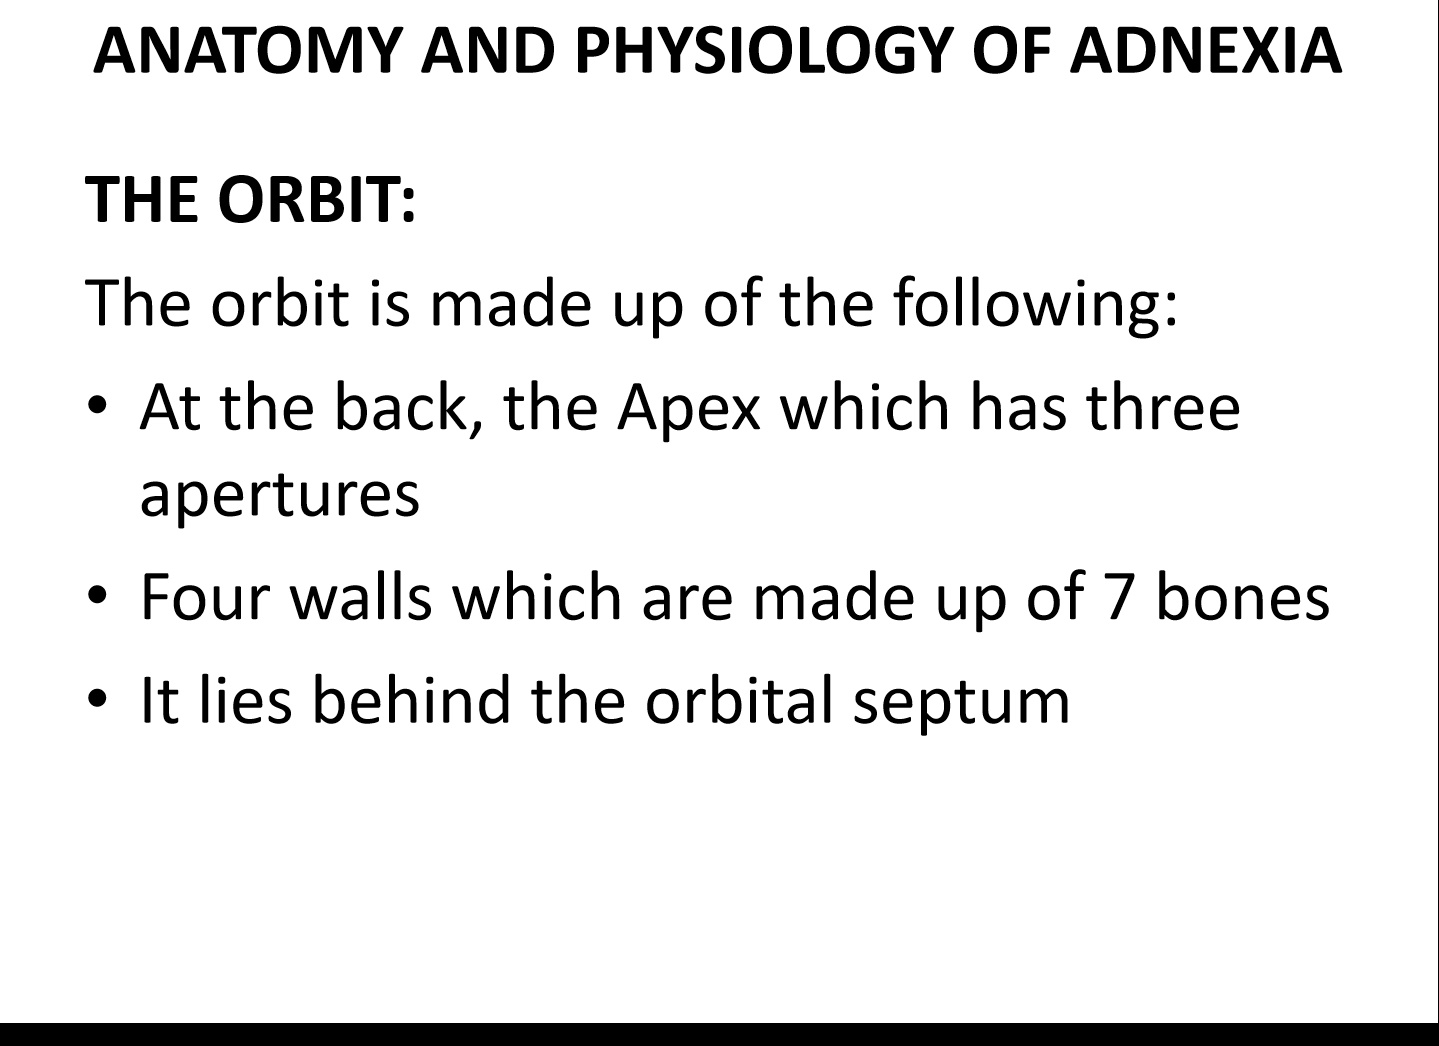 ANATOMY AND PHYSIOLOGY OF ADNEXIA
THE ORBIT:
The orbit is made up of the following:
• At the back, the Apex which has three
apertures
• Four walls which are made up of 7 bones
• It lies behind the orbital septum